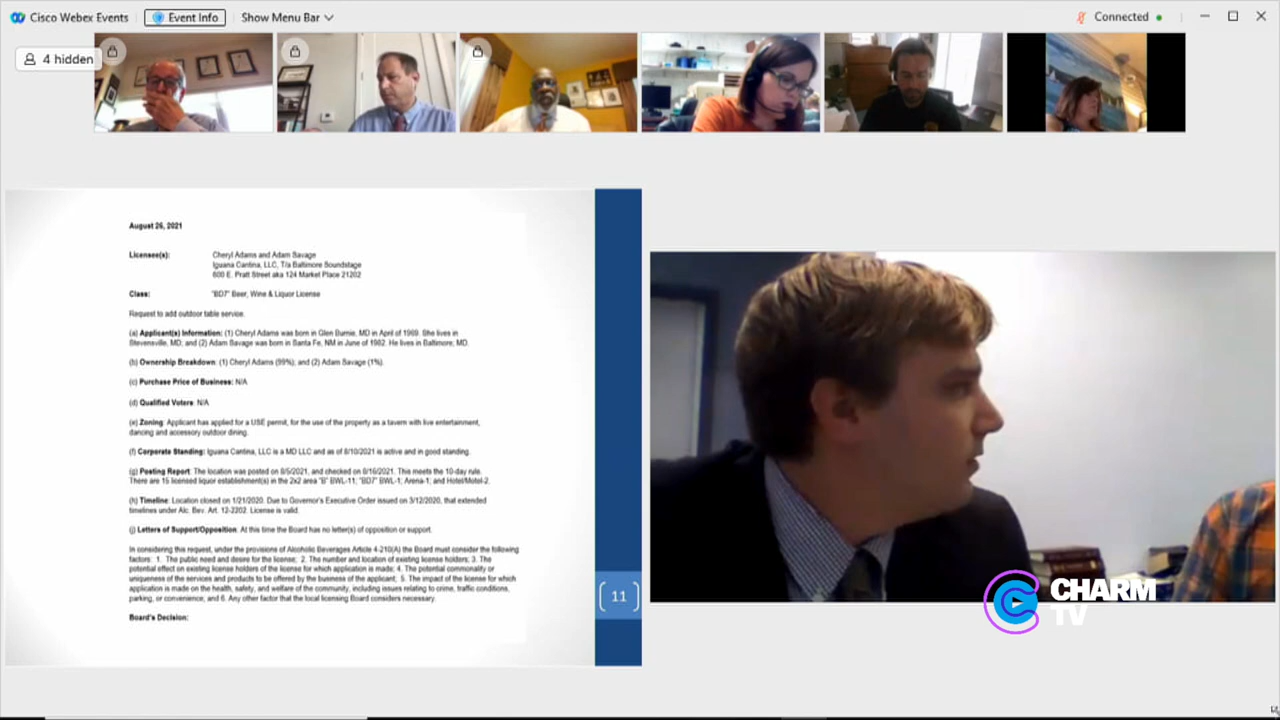 Cisco Webex Events
Event Info
Show Menu Bar
Connected
4 hidden
August 26, 2021
Licensee(s): Cheryl Adams and Adam Savage
Iguana Cantina, LLC, T/a Baltimore Soundstage
600 E. Pratt Street aka 124 Market Place 21202
Class: "BD7" Beer, Wine & Liquor License
Request to add outdoor table service.
(a) Applicant(s) Information: (1) Cheryl Adams was born in Glen Burnie, MD in April of 1969. She lives in
Stevensville, MD; and (2) Adam Savage was born in Santa Fe, NM in June of 1982. He lives in Baltimore, MD.
(b) Ownership Breakdown: (1) Cheryl Adams (99%); and (2) Adam Savage (1%).
(c) Purchase Price of Business: N/A
(d) Qualified Voters: N/A
(e) Zoning: Applicant has applied for a USE permit, for the use of the property as a tavern with live entertainment,
dancing and accessory outdoor dining.
(f) Corporate Standing: Iguana Cantina, LLC is a MD LLC and as of 8/10/2021 is active and in good standing.
(g) Posting Report: The location was posted on 8/5/2021, and checked on 8/16/2021. This meets the 10-day rule.
There are 15 licensed liquor establishment(s) in the 2x2 area "B" BWL-11; "BD7" BWL-1; Arena-1; and Hotel/Motel-2.
(h) Timeline: Location closed on 1/21/2020. Due to Governor's Executive Order issued on 3/12/2020, that extended
timelines under Alc. Bev. Art. 12-2202. License is valid.
(i) Letters of Support/Opposition: At this time the Board has no letter(s) of opposition or support.
In considering this request, under the provisions of Alcoholic Beverages Article 4-210(A) the Board must consider the following
factors: 1. The public need and desire for the license; 2. The number and location of existing license holders; 3. The
potential effect on existing license holders of the license for which application is made; 4. The potential commonality or
uniqueness of the services and products to be offered by the business of the applicant; 5. The impact of the license for which
application is made on the health, safety, and welfare of the community, including issues relating to crime, traffic conditions,
parking, or convenience, and 6. Any other factor that the local licensing Board considers necessary.
Board's Decision:
11
CHARM
TV